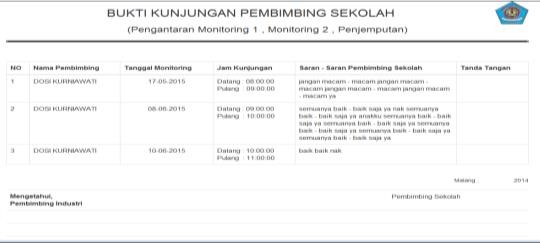 BUKTI KUNJUNGAN PEMBIMBING SEKOLAH
(Pengantaran Monitoring 1 , Monitoring 2 , Penjemputan)
NO Nama Pembimbing Tanggal Monitoring Jam Kunjungan Saran - Saran Pembimbing Sekolah Tanda Tangan
1 DOSI KURNIAWATI 17-05-2015 Datang : 08:00:00 jangan macam - macam jangan macam -
Pulang : 09:00:00 macam jangan macam - macam jangan macam
- macam ya
2 DOSI KURNIAWATI 08-06-2015 Datang : 09:00:00 semuanya baik - baik saja ya nak semuanya
Pulang : 10:00:00 baik - baik saja ya anakku semuanya baik - baik
saja ya semuanya baik - baik saja ya semuanya
baik - baik saja ya semuanya baik - baik saja ya
semuanya baik - baik saja ya
3 DOSI KURNIAWATI 10-06-2015 Datang : 10:00:00 baik baik nak
Pulang : 11:00:00
Malang 2014
Mengetahui, Pembimbing Sekolah
Pembimbing Industri